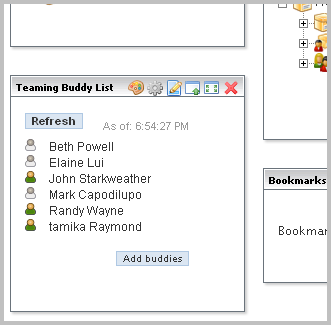 Teaming Buddy List
Refresh
As of: 6:54:27 PM
Beth Powell
Elaine Lui
John Starkweather
Mark Capodilupo
Randy Wayne
tamika Raymond
Add buddies
Bookmarks
Bookmar